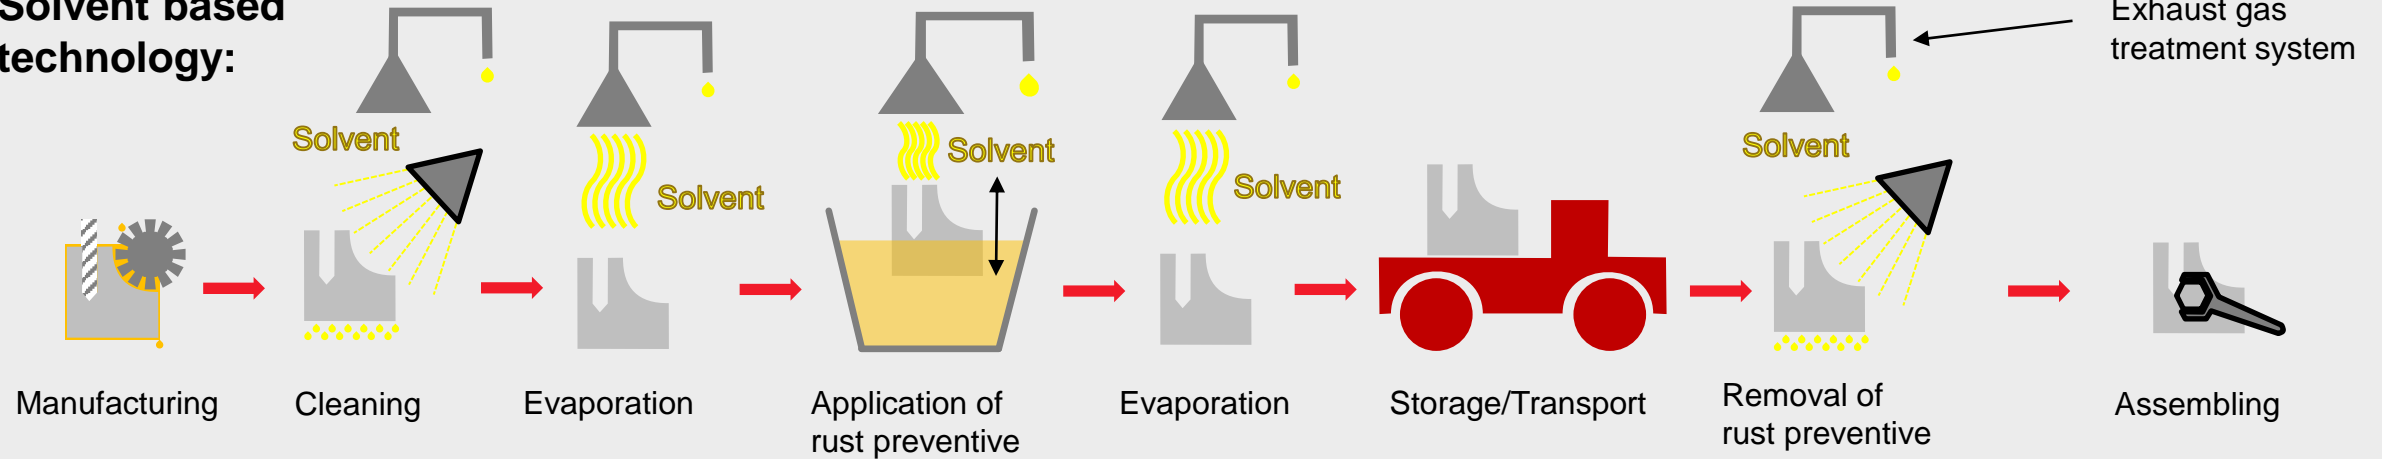 Solvent based
technology:
Exhaust gas
treatment system
Solvent
Solvent
Solvent
Solvent
Solvent
Manufacturing
Cleaning
Evaporation
Application of
rust preventive
Evaporation
Storage/Transport
Removal of
rust preventive
Assembling